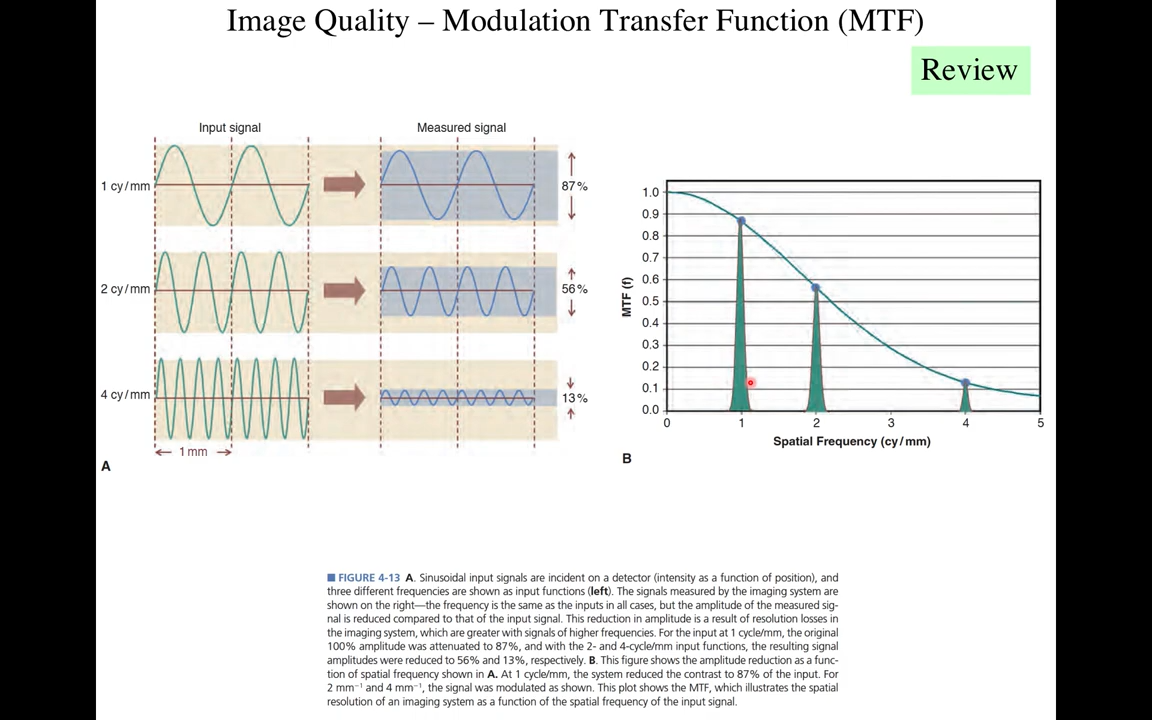 Image Quality – Modulation Transfer Function (MTF)
Review
Input signal
Measured signal
1 cy/mm
87%
2 cy/mm
56%
4 cy/mm
13%
1 mm
A
1.0
0.9
0.8
0.7
0.6
0.5
0.4
0.3
0.2
0.1
0.0
MTF (f)
0 1 2 3 4 5
Spatial Frequency (cy/mm)
B
FIGURE 4-13 A. Sinusoidal input signals are incident on a detector (intensity as a function of position), and
three different frequencies are shown as input functions (left). The signals measured by the imaging system are
shown on the right—the frequency is the same as the inputs in all cases, but the amplitude of the measured sig-
nal is reduced compared to that of the input signal. This reduction in amplitude is a result of resolution losses in
the imaging system, which are greater with signals of higher frequencies. For the input at 1 cycle/mm, the original
100% amplitude was attenuated to 87%, and with the 2- and 4-cycle/mm input functions, the resulting signal
amplitudes were reduced to 56% and 13%, respectively. B. This figure shows the amplitude reduction as a func-
tion of spatial frequency shown in A. At 1 cycle/mm, the system reduced the contrast to 87% of the input. For
2 mm⁻¹ and 4 mm⁻¹, the signal was modulated as shown. This plot shows the MTF, which illustrates the spatial
resolution of an imaging system as a function of the spatial frequency of the input signal.